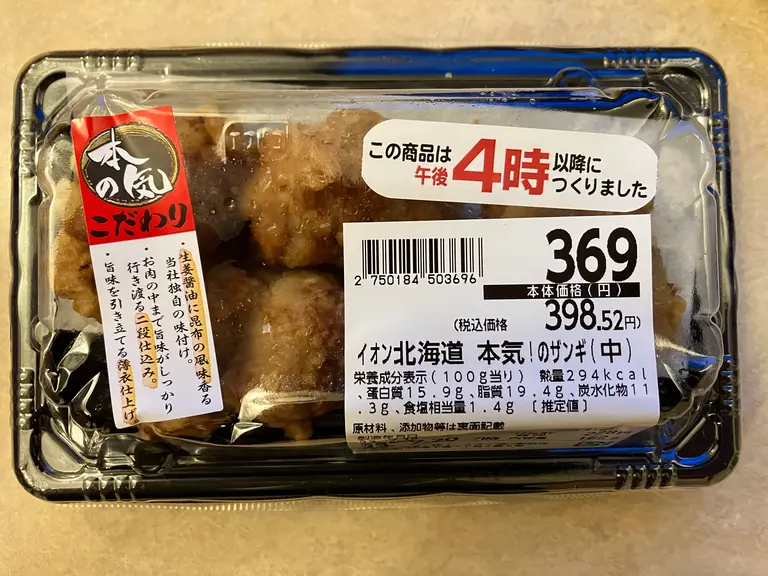 本
気
の
こだわり
・生姜醤油に昆布の風味香る
当社独自の味付け。
・お肉の中まで旨味がしっかり
行き渡る二段仕込み。
・旨味を引き立てる薄衣仕上げ。
この商品は
午後4時以降に
つくりました
2 750184 503696
369
本体価格(円)
(税込価格 398.52円)
イオン北海道 本気!のザンギ(中)
栄養成分表示(100g当り) 熱量294kcal
、蛋白質15.9g、脂質19.4g、炭水化物11
.3g、食塩相当量1.4g [推定値]
原材料・添加物等は裏面記載